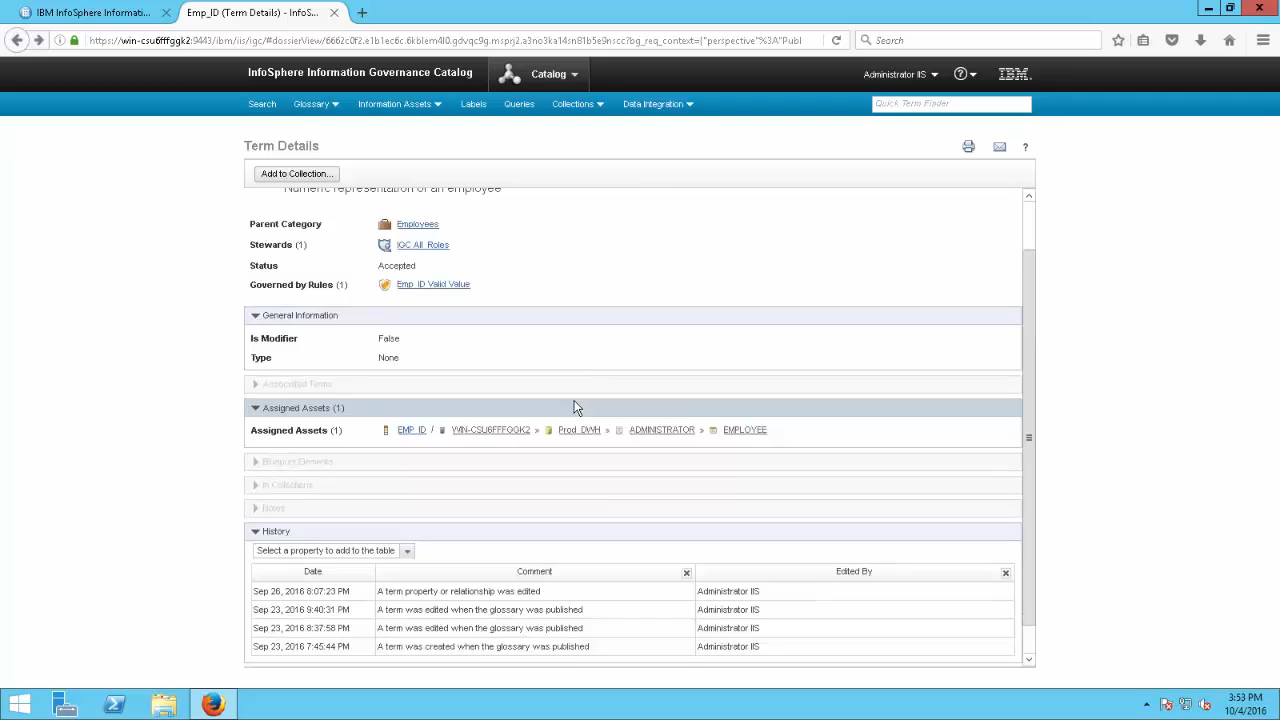 IBM InfoSphere Informati...
Emp_ID (Term Details) - InfoS...
Search
InfoSphere Information Governance Catalog
Catalog
Administrator IIS
IBM.
Search Glossary Information Assets Labels Queries Collections Data Integration
Quick Term Finder
Term Details
?
Add to Collection...
Numeric representation of an employee
Parent Category Employees
Stewards (1) IGC All_Roles
Status Accepted
Governed by Rules (1) Emp_ID Valid Value
General Information
Is Modifier False
Type None
Associated Terms
Assigned Assets (1)
Assigned Assets (1) EMP_ID / WIN-CSU6FFFGGK2 » Prod_DWH » ADMINISTRATOR » EMPLOYEE
Blueprint Elements
In Collections
Notes
History
Select a property to add to the table
Date Comment Edited By
Sep 26, 2016 8:07:23 PM A term property or relationship was edited Administrator IIS
Sep 23, 2016 9:40:31 PM A term was edited when the glossary was published Administrator IIS
Sep 23, 2016 8:37:58 PM A term was edited when the glossary was published Administrator IIS
Sep 23, 2016 7:45:44 PM A term was created when the glossary was published Administrator IIS
3:53 PM
10/4/2016